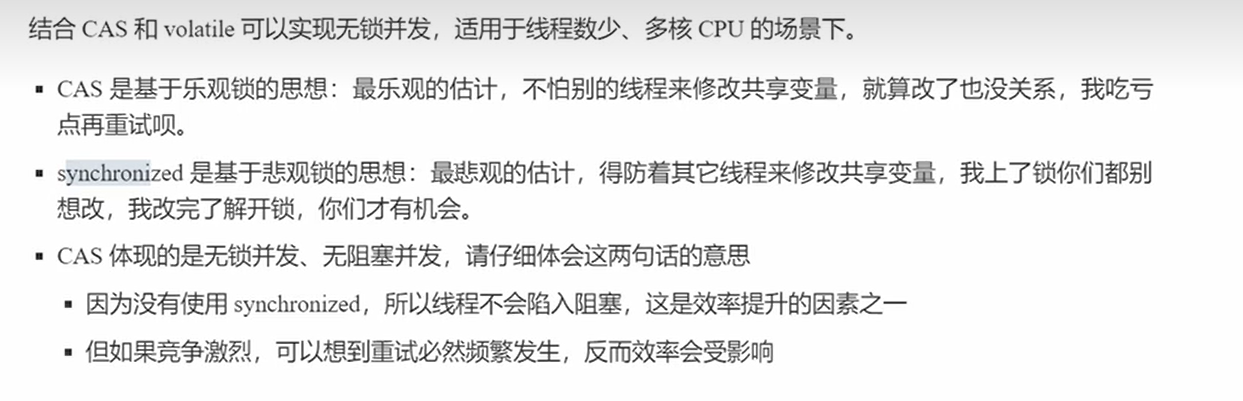 结合 CAS 和 volatile 可以实现无锁并发，适用于线程数少、多核 CPU 的场景下。
▪ CAS 是基于乐观锁的思想：最乐观的估计，不怕别的线程来修改共享变量，就算改了也没关系，我吃亏
点再重试呗。
▪ synchronized 是基于悲观锁的思想：最悲观的估计，得防着其它线程来修改共享变量，我上了锁你们都别
想改，我改完了解开锁，你们才有机会。
▪ CAS 体现的是无锁并发、无阻塞并发，请仔细体会这两句话的意思
▪ 因为没有使用 synchronized，所以线程不会陷入阻塞，这是效率提升的因素之一
▪ 但如果竞争激烈，可以想到重试必然频繁发生，反而效率会受影响